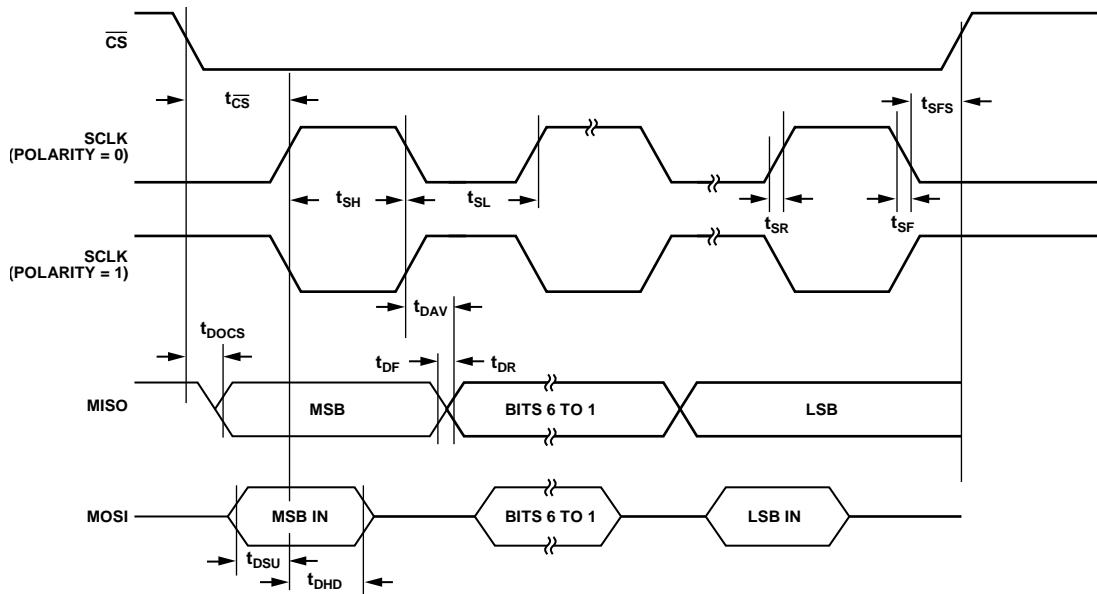 CS
tCS
tSFS
SCLK
(POLARITY = 0)
tSH
tSL
tSR
tSF
SCLK
(POLARITY = 1)
tDAV
tDOCS
tDF
tDR
MISO
MSB
BITS 6 TO 1
LSB
MOSI
MSB IN
BITS 6 TO 1
LSB IN
tDSU
tDHD